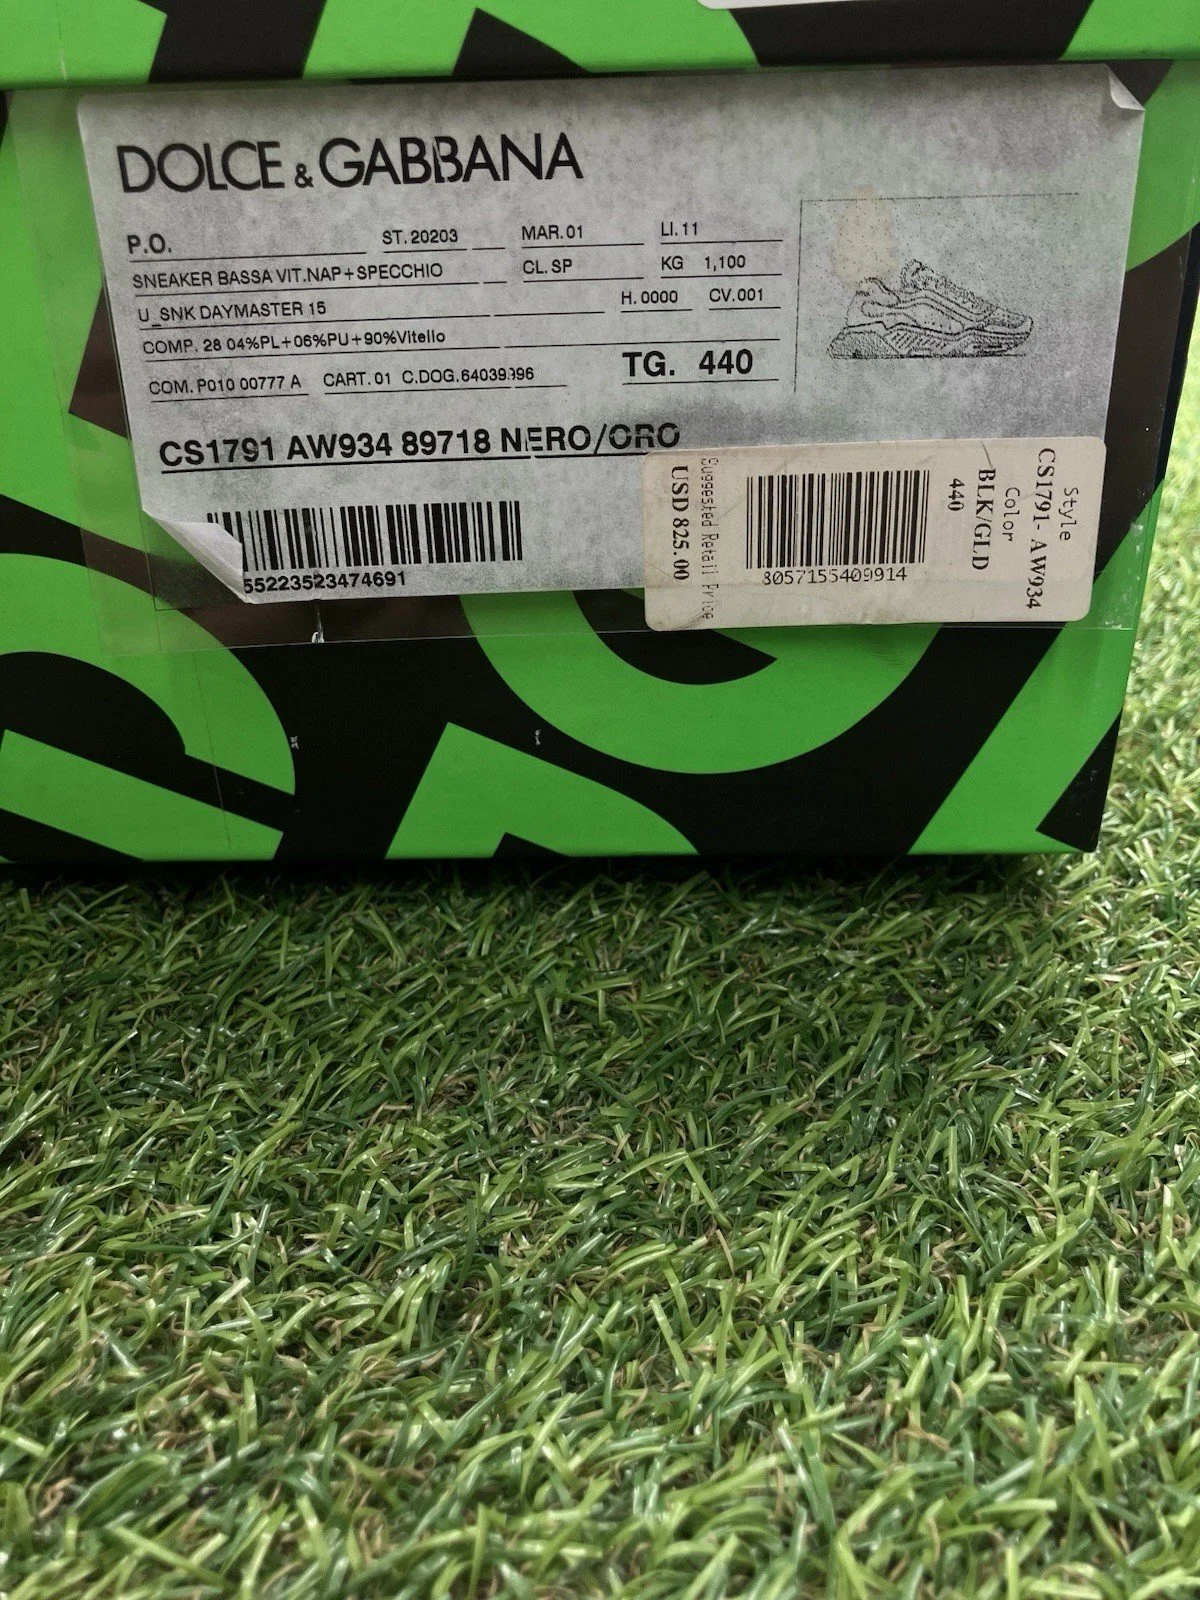 DOLCE & GABBANA
P.O. ST. 20203 MAR. 01 LI. 11
SNEAKER BASSA VIT.NAP+SPECCHIO CL. SP KG 1,100
U_SNK DAYMASTER 15 H. 0000 CV. 001
COMP. 28 04%PL+06%PU+90%Vitello
COM. P010 00777 A CART. 01 C.DOG. 64039396 TG. 440
CS1791 AW934 89718 NERO/ORO
55223523474691
Style
CS1791- AW934
Color
BLK/GLD
440
8057155409914
Suggested Retail Price
USD 825.00